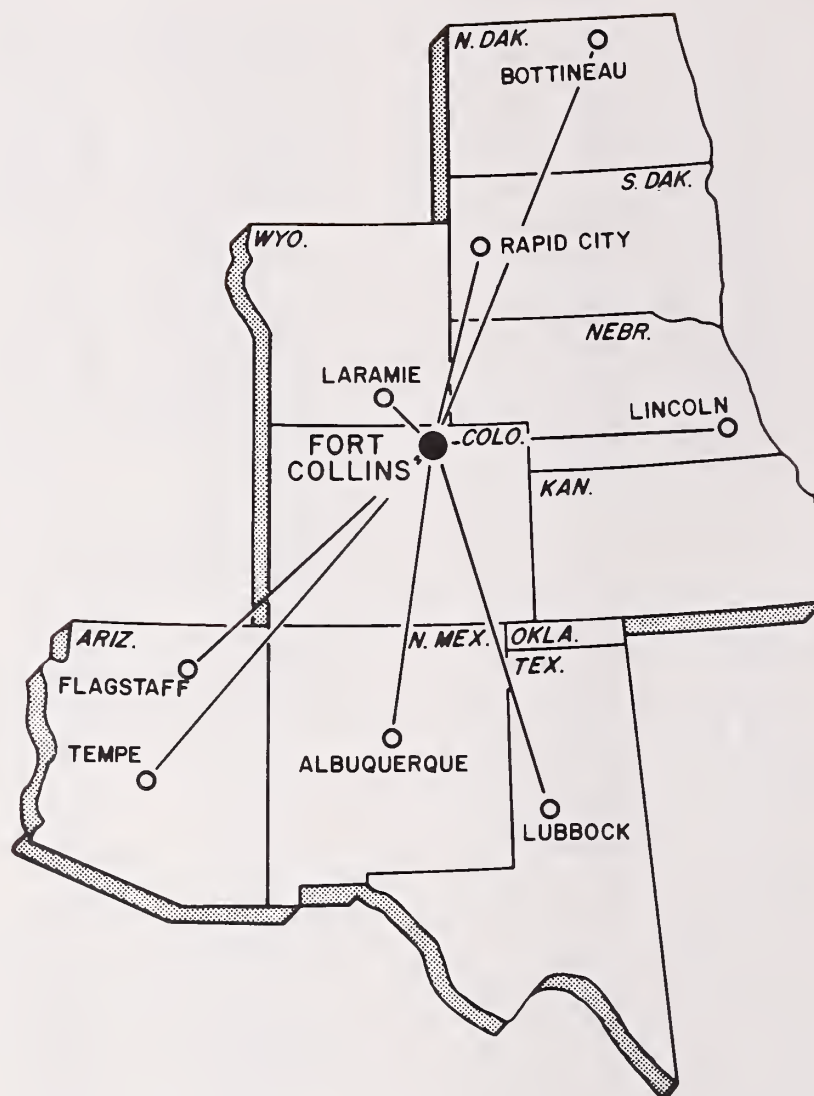 N. DAK.
BOTTINEAU
S. DAK.
WYO.
RAPID CITY
NEBR.
LARAMIE
LINCOLN
FORT
COLLINS
COLO.
KAN.
ARIZ.
N. MEX.
OKLA.
TEX.
FLAGSTAFF
TEMPE
ALBUQUERQUE
LUBBOCK